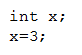 int x;
x=3;